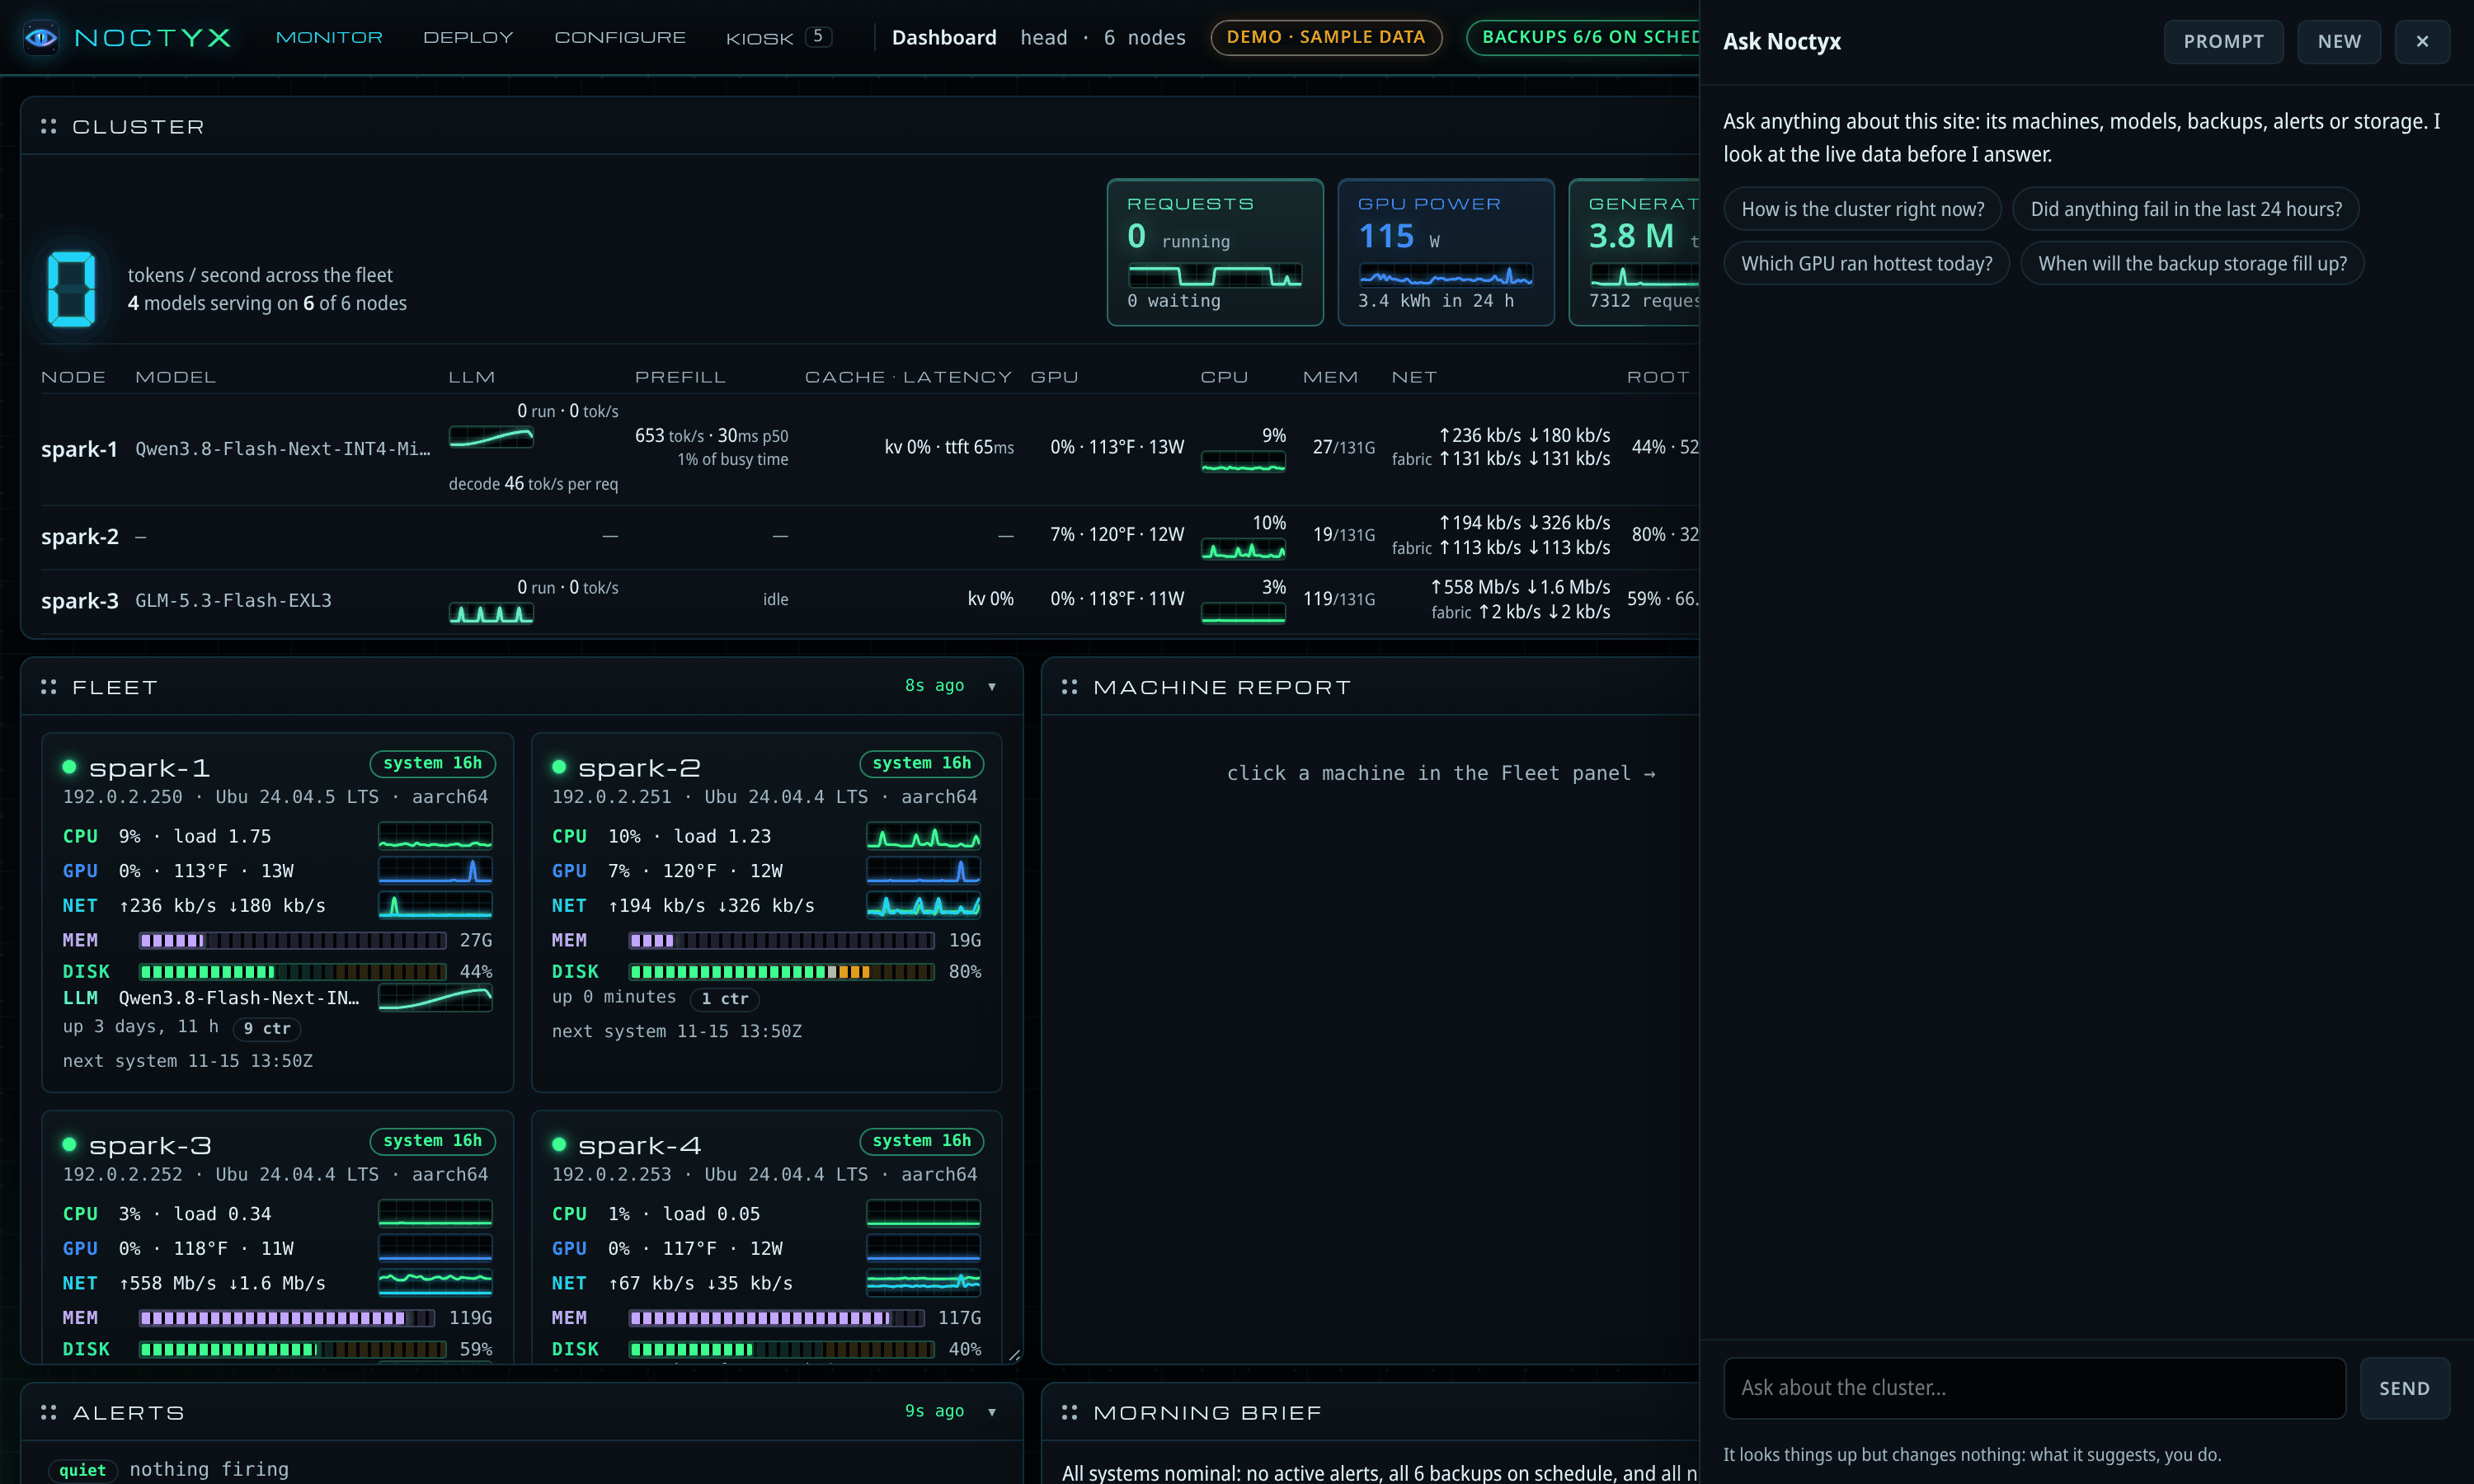 NOCTYX MONITOR DEPLOY CONFIGURE KIOSK 5 Dashboard head · 6 nodes DEMO · SAMPLE DATA BACKUPS 6/6 ON SCHED
CLUSTER
REQUESTS
0 running
0 waiting
GPU POWER
115 W
3.4 kWh in 24 h
GENERAT
3.8 M t
7312 reques
0
tokens / second across the fleet
4 models serving on 6 of 6 nodes
NODE MODEL LLM PREFILL CACHE · LATENCY GPU CPU MEM NET ROOT
spark-1 Qwen3.8-Flash-Next-INT4-Mi… 0 run · 0 tok/s
decode 46 tok/s per req
653 tok/s · 30ms p50
1% of busy time
kv 0% · ttft 65ms 0% · 113°F · 13W 9% 27/131G
↑236 kb/s ↓180 kb/s
fabric ↑131 kb/s ↓131 kb/s
44% · 52
spark-2 – — — — 7% · 120°F · 12W 10% 19/131G
↑194 kb/s ↓326 kb/s
fabric ↑113 kb/s ↓113 kb/s
80% · 32
spark-3 GLM-5.3-Flash-EXL3 0 run · 0 tok/s idle kv 0% 0% · 118°F · 11W 3% 119/131G
↑558 Mb/s ↓1.6 Mb/s
fabric ↑2 kb/s ↓2 kb/s
59% · 66.
FLEET 8s ago ▾
spark-1 system 16h
192.0.2.250 · Ubu 24.04.5 LTS · aarch64
CPU 9% · load 1.75
GPU 0% · 113°F · 13W
NET ↑236 kb/s ↓180 kb/s
MEM 27G
DISK 44%
LLM Qwen3.8-Flash-Next-IN…
up 3 days, 11 h 9 ctr
next system 11-15 13:50Z
spark-2 system 16h
192.0.2.251 · Ubu 24.04.4 LTS · aarch64
CPU 10% · load 1.23
GPU 7% · 120°F · 12W
NET ↑194 kb/s ↓326 kb/s
MEM 19G
DISK 80%
up 0 minutes 1 ctr
next system 11-15 13:50Z
spark-3 system 16h
192.0.2.252 · Ubu 24.04.4 LTS · aarch64
CPU 3% · load 0.34
GPU 0% · 118°F · 11W
NET ↑558 Mb/s ↓1.6 Mb/s
MEM 119G
DISK 59%
spark-4 system 16h
192.0.2.253 · Ubu 24.04.4 LTS · aarch64
CPU 1% · load 0.05
GPU 0% · 117°F · 12W
NET ↑67 kb/s ↓35 kb/s
MEM 117G
DISK 40%
MACHINE REPORT
click a machine in the Fleet panel →
ALERTS 9s ago ▾
quiet nothing firing
MORNING BRIEF
All systems nominal: no active alerts, all 6 backups on schedule, and all n
Ask Noctyx PROMPT NEW ✕
Ask anything about this site: its machines, models, backups, alerts or storage. I
look at the live data before I answer.
How is the cluster right now? Did anything fail in the last 24 hours?
Which GPU ran hottest today? When will the backup storage fill up?
Ask about the cluster... SEND
It looks things up but changes nothing: what it suggests, you do.